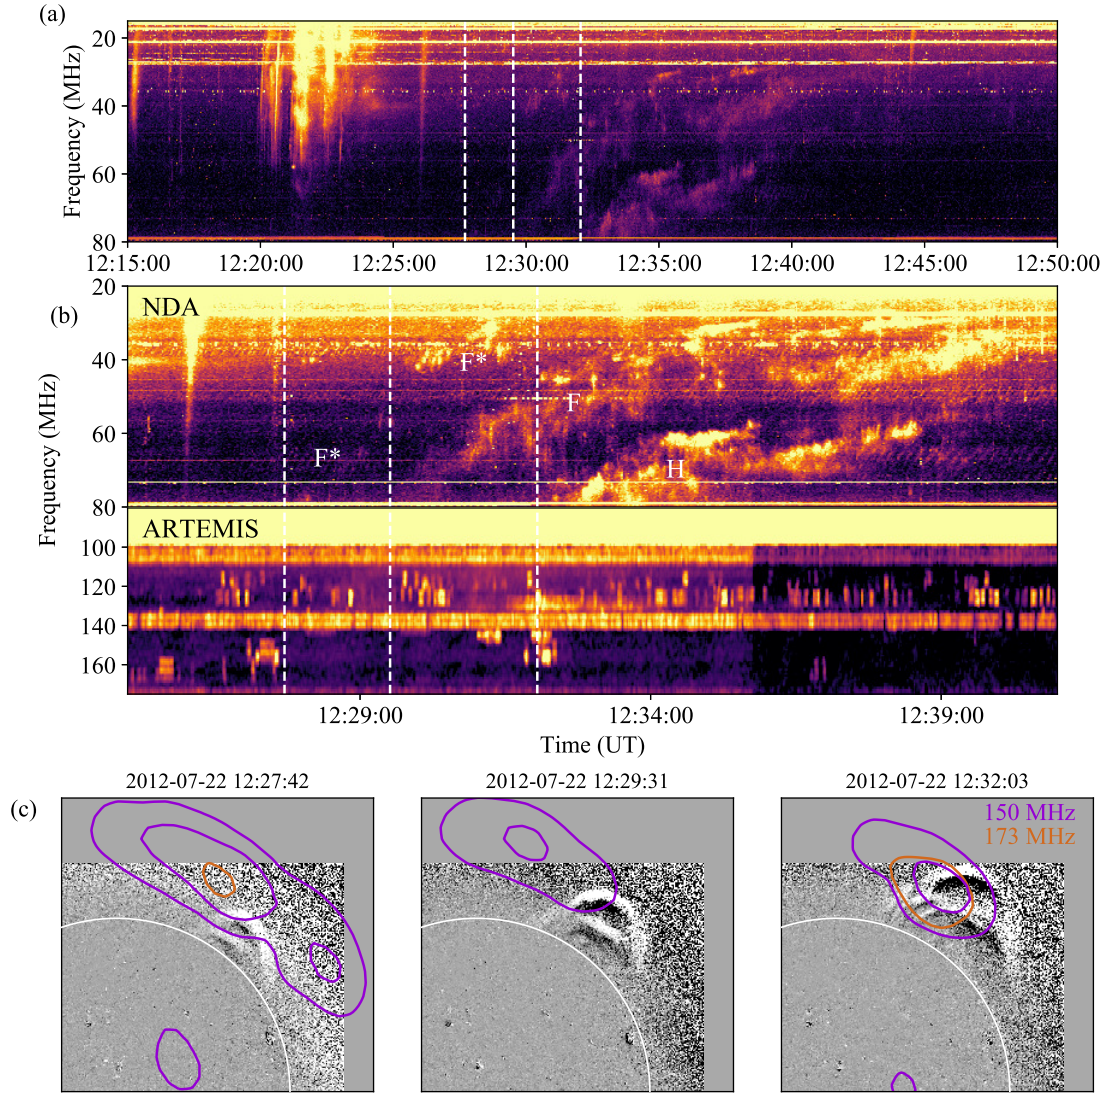 (a)
Frequency (MHz)
20
40
60
80
12:15:00 12:20:00 12:25:00 12:30:00 12:35:00 12:40:00 12:45:00 12:50:00
(b)
Frequency (MHz)
20
40
60
80
100
120
140
160
NDA
F*
F
F*
H
ARTEMIS
12:29:00 12:34:00 12:39:00
Time (UT)
(c)
2012-07-22 12:27:42
2012-07-22 12:29:31
2012-07-22 12:32:03
150 MHz
173 MHz